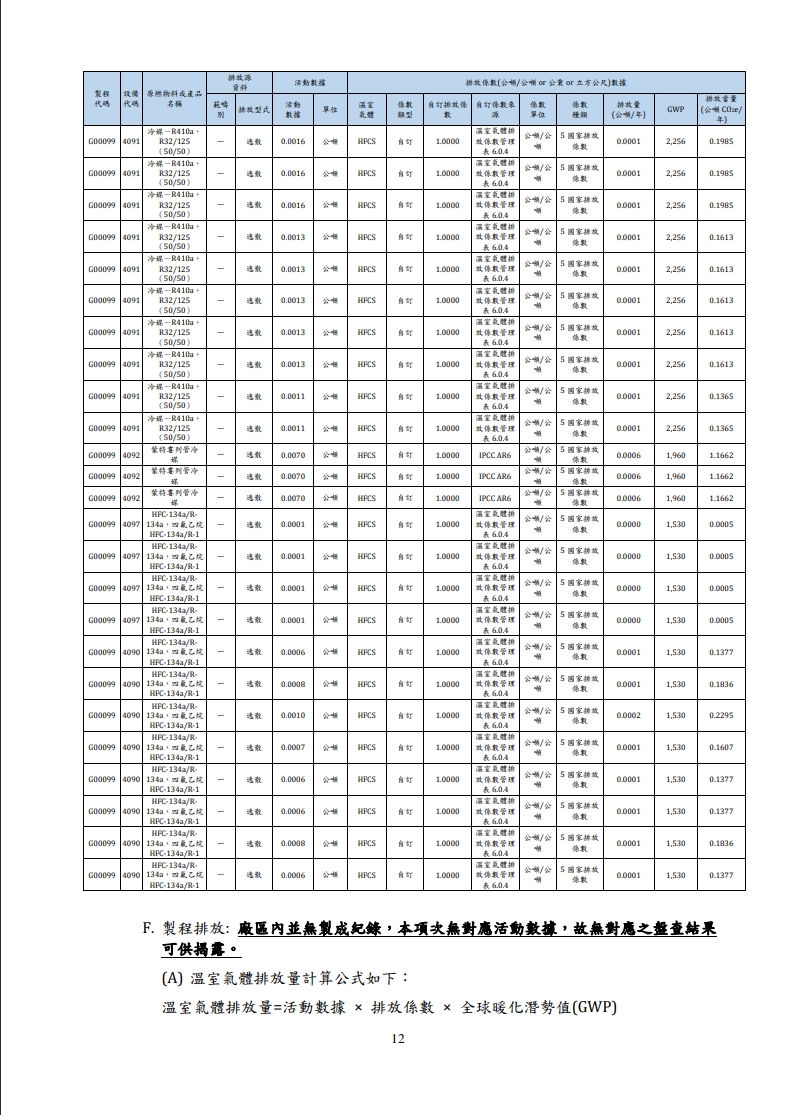 製程代碼 設備代碼 原燃物料或產品名稱 排放源資料 活動數據 排放係數(公噸/公噸 or 公秉 or 立方公尺)數據
範疇別 排放型式 活動數據 單位 溫室氣體 係數類型 自訂排放係數 自訂係數來源 係數單位 係數種類 排放量(公噸/年) GWP 排放當量(公噸 CO2e/年)
G00099 4091 冷媒－R410a，R32/125（50/50） — 逸散 0.0016 公噸 HFCS 自訂 1.0000 溫室氣體排放係數管理表 6.0.4 公噸/公噸 5 國家排放係數 0.0001 2,256 0.1985
G00099 4091 冷媒－R410a，R32/125（50/50） — 逸散 0.0016 公噸 HFCS 自訂 1.0000 溫室氣體排放係數管理表 6.0.4 公噸/公噸 5 國家排放係數 0.0001 2,256 0.1985
G00099 4091 冷媒－R410a，R32/125（50/50） — 逸散 0.0016 公噸 HFCS 自訂 1.0000 溫室氣體排放係數管理表 6.0.4 公噸/公噸 5 國家排放係數 0.0001 2,256 0.1985
G00099 4091 冷媒－R410a，R32/125（50/50） — 逸散 0.0013 公噸 HFCS 自訂 1.0000 溫室氣體排放係數管理表 6.0.4 公噸/公噸 5 國家排放係數 0.0001 2,256 0.1613
G00099 4091 冷媒－R410a，R32/125（50/50） — 逸散 0.0013 公噸 HFCS 自訂 1.0000 溫室氣體排放係數管理表 6.0.4 公噸/公噸 5 國家排放係數 0.0001 2,256 0.1613
G00099 4091 冷媒－R410a，R32/125（50/50） — 逸散 0.0013 公噸 HFCS 自訂 1.0000 溫室氣體排放係數管理表 6.0.4 公噸/公噸 5 國家排放係數 0.0001 2,256 0.1613
G00099 4091 冷媒－R410a，R32/125（50/50） — 逸散 0.0013 公噸 HFCS 自訂 1.0000 溫室氣體排放係數管理表 6.0.4 公噸/公噸 5 國家排放係數 0.0001 2,256 0.1613
G00099 4091 冷媒－R410a，R32/125（50/50） — 逸散 0.0013 公噸 HFCS 自訂 1.0000 溫室氣體排放係數管理表 6.0.4 公噸/公噸 5 國家排放係數 0.0001 2,256 0.1613
G00099 4091 冷媒－R410a，R32/125（50/50） — 逸散 0.0011 公噸 HFCS 自訂 1.0000 溫室氣體排放係數管理表 6.0.4 公噸/公噸 5 國家排放係數 0.0001 2,256 0.1365
G00099 4091 冷媒－R410a，R32/125（50/50） — 逸散 0.0011 公噸 HFCS 自訂 1.0000 溫室氣體排放係數管理表 6.0.4 公噸/公噸 5 國家排放係數 0.0001 2,256 0.1365
G00099 4092 蒙特婁列管冷媒 — 逸散 0.0070 公噸 HFCS 自訂 1.0000 IPCC AR6 公噸/公噸 5 國家排放係數 0.0006 1,960 1.1662
G00099 4092 蒙特婁列管冷媒 — 逸散 0.0070 公噸 HFCS 自訂 1.0000 IPCC AR6 公噸/公噸 5 國家排放係數 0.0006 1,960 1.1662
G00099 4092 蒙特婁列管冷媒 — 逸散 0.0070 公噸 HFCS 自訂 1.0000 IPCC AR6 公噸/公噸 5 國家排放係數 0.0006 1,960 1.1662
G00099 4097 HFC-134a/R-134a，四氟乙烷HFC-134a/R-1 — 逸散 0.0001 公噸 HFCS 自訂 1.0000 溫室氣體排放係數管理表 6.0.4 公噸/公噸 5 國家排放係數 0.0000 1,530 0.0005
G00099 4097 HFC-134a/R-134a，四氟乙烷HFC-134a/R-1 — 逸散 0.0001 公噸 HFCS 自訂 1.0000 溫室氣體排放係數管理表 6.0.4 公噸/公噸 5 國家排放係數 0.0000 1,530 0.0005
G00099 4097 HFC-134a/R-134a，四氟乙烷HFC-134a/R-1 — 逸散 0.0001 公噸 HFCS 自訂 1.0000 溫室氣體排放係數管理表 6.0.4 公噸/公噸 5 國家排放係數 0.0000 1,530 0.0005
G00099 4097 HFC-134a/R-134a，四氟乙烷HFC-134a/R-1 — 逸散 0.0001 公噸 HFCS 自訂 1.0000 溫室氣體排放係數管理表 6.0.4 公噸/公噸 5 國家排放係數 0.0000 1,530 0.0005
G00099 4090 HFC-134a/R-134a，四氟乙烷HFC-134a/R-1 — 逸散 0.0006 公噸 HFCS 自訂 1.0000 溫室氣體排放係數管理表 6.0.4 公噸/公噸 5 國家排放係數 0.0001 1,530 0.1377
G00099 4090 HFC-134a/R-134a，四氟乙烷HFC-134a/R-1 — 逸散 0.0008 公噸 HFCS 自訂 1.0000 溫室氣體排放係數管理表 6.0.4 公噸/公噸 5 國家排放係數 0.0001 1,530 0.1836
G00099 4090 HFC-134a/R-134a，四氟乙烷HFC-134a/R-1 — 逸散 0.0010 公噸 HFCS 自訂 1.0000 溫室氣體排放係數管理表 6.0.4 公噸/公噸 5 國家排放係數 0.0002 1,530 0.2295
G00099 4090 HFC-134a/R-134a，四氟乙烷HFC-134a/R-1 — 逸散 0.0007 公噸 HFCS 自訂 1.0000 溫室氣體排放係數管理表 6.0.4 公噸/公噸 5 國家排放係數 0.0001 1,530 0.1607
G00099 4090 HFC-134a/R-134a，四氟乙烷HFC-134a/R-1 — 逸散 0.0006 公噸 HFCS 自訂 1.0000 溫室氣體排放係數管理表 6.0.4 公噸/公噸 5 國家排放係數 0.0001 1,530 0.1377
G00099 4090 HFC-134a/R-134a，四氟乙烷HFC-134a/R-1 — 逸散 0.0006 公噸 HFCS 自訂 1.0000 溫室氣體排放係數管理表 6.0.4 公噸/公噸 5 國家排放係數 0.0001 1,530 0.1377
G00099 4090 HFC-134a/R-134a，四氟乙烷HFC-134a/R-1 — 逸散 0.0008 公噸 HFCS 自訂 1.0000 溫室氣體排放係數管理表 6.0.4 公噸/公噸 5 國家排放係數 0.0001 1,530 0.1836
G00099 4090 HFC-134a/R-134a，四氟乙烷HFC-134a/R-1 — 逸散 0.0006 公噸 HFCS 自訂 1.0000 溫室氣體排放係數管理表 6.0.4 公噸/公噸 5 國家排放係數 0.0001 1,530 0.1377
F. 製程排放: 廠區內並無製成紀錄，本項次無對應活動數據，故無對應之盤查結果
可供揭露。
(A) 溫室氣體排放量計算公式如下：
溫室氣體排放量=活動數據 × 排放係數 × 全球暖化潛勢值(GWP)
12